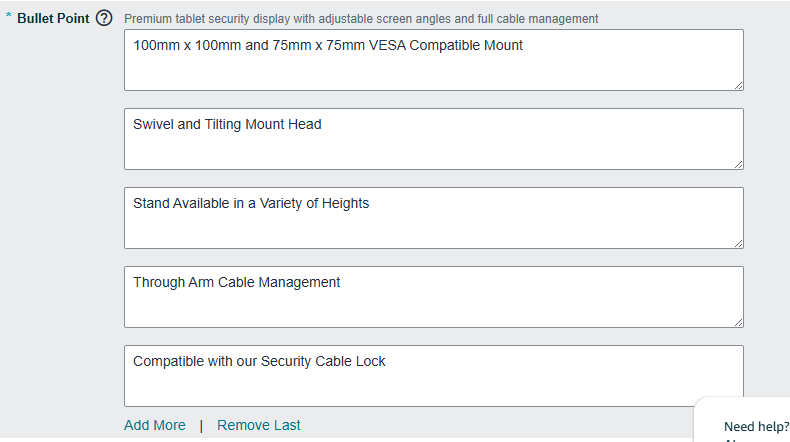 * Bullet Point ? Premium tablet security display with adjustable screen angles and full cable management
100mm x 100mm and 75mm x 75mm VESA Compatible Mount
Swivel and Tilting Mount Head
Stand Available in a Variety of Heights
Through Arm Cable Management
Compatible with our Security Cable Lock
Add More | Remove Last
Need help?